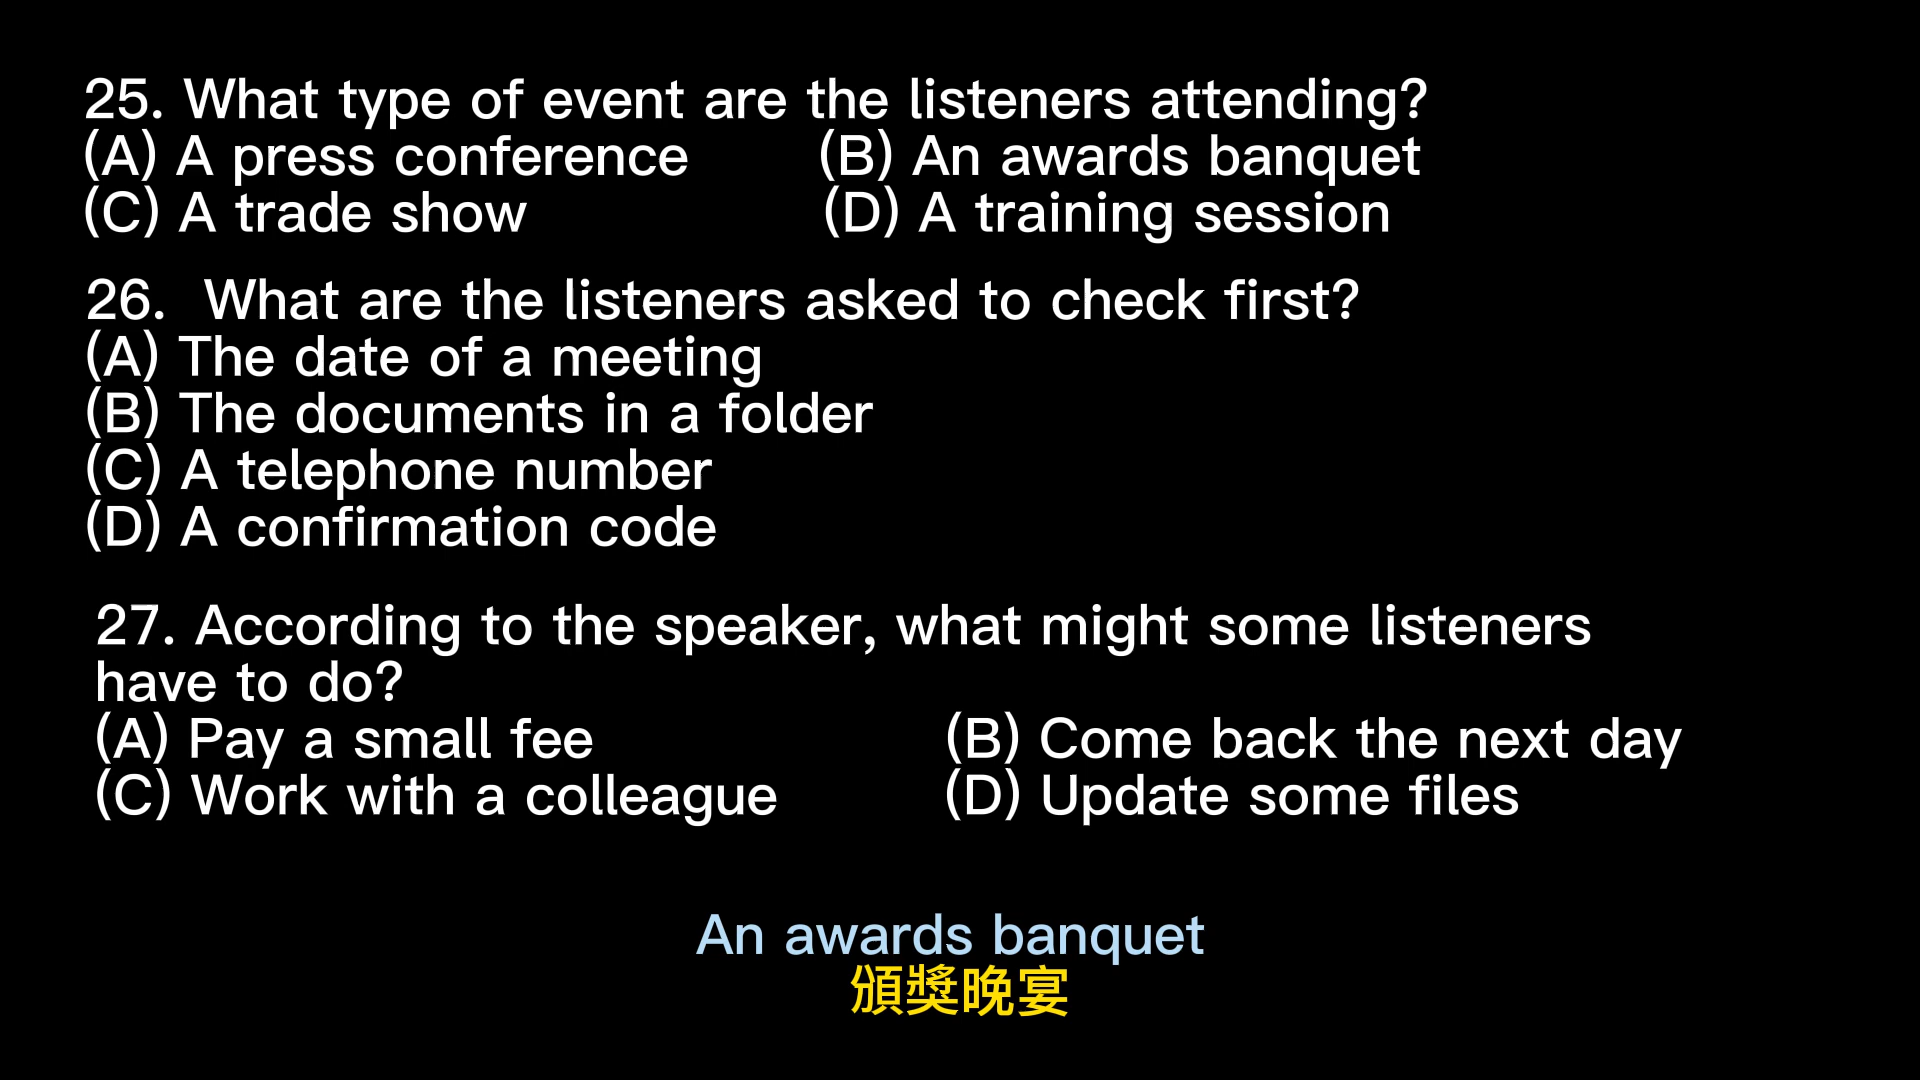 25. What type of event are the listeners attending?
(A) A press conference (B) An awards banquet
(C) A trade show (D) A training session
26. What are the listeners asked to check first?
(A) The date of a meeting
(B) The documents in a folder
(C) A telephone number
(D) A confirmation code
27. According to the speaker, what might some listeners
have to do?
(A) Pay a small fee (B) Come back the next day
(C) Work with a colleague (D) Update some files
An awards banquet
頒獎晚宴